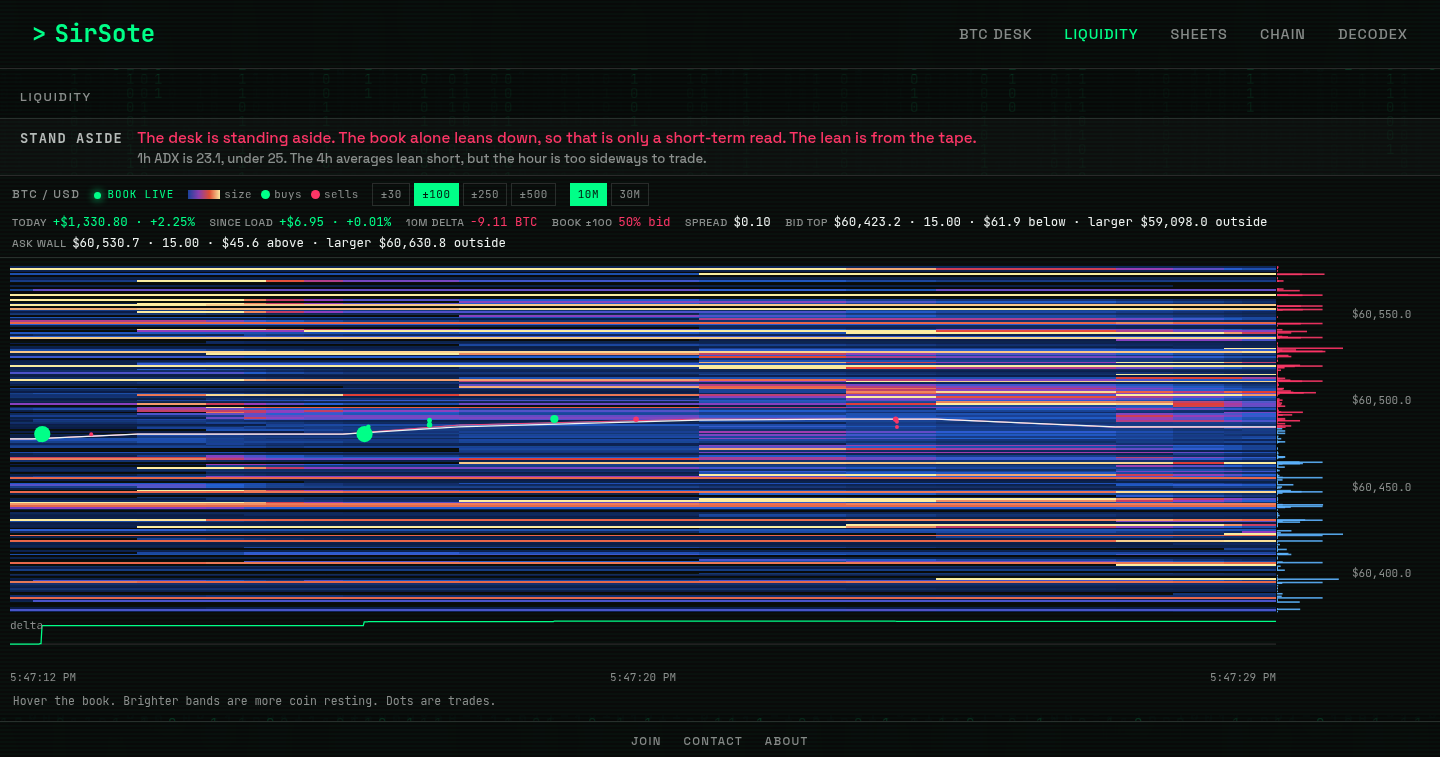 > SirSote
BTC DESK LIQUIDITY SHEETS CHAIN DECODEX
LIQUIDITY
STAND ASIDE The desk is standing aside. The book alone leans down, so that is only a short-term read. The lean is from the tape.
1h ADX is 23.1, under 25. The 4h averages lean short, but the hour is too sideways to trade.
BTC / USD BOOK LIVE size buys sells ±30 ±100 ±250 ±500 10M 30M
TODAY +$1,330.80 · +2.25% SINCE LOAD +$6.95 · +0.01% 10M DELTA -9.11 BTC BOOK ±100 50% bid SPREAD $0.10 BID TOP $60,423.2 · 15.00 · $61.9 below · larger $59,098.0 outside
ASK WALL $60,530.7 · 15.00 · $45.6 above · larger $60,630.8 outside
$60,550.0
$60,500.0
$60,450.0
$60,400.0
delta
5:47:12 PM 5:47:20 PM 5:47:29 PM
Hover the book. Brighter bands are more coin resting. Dots are trades.
JOIN CONTACT ABOUT